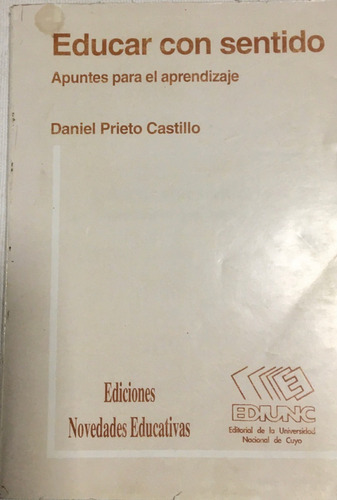 Educar con sentido
Apuntes para el aprendizaje
Daniel Prieto Castillo
Ediciones
Novedades Educativas
EDIUNC
Editorial de la Universidad
Nacional de Cuyo